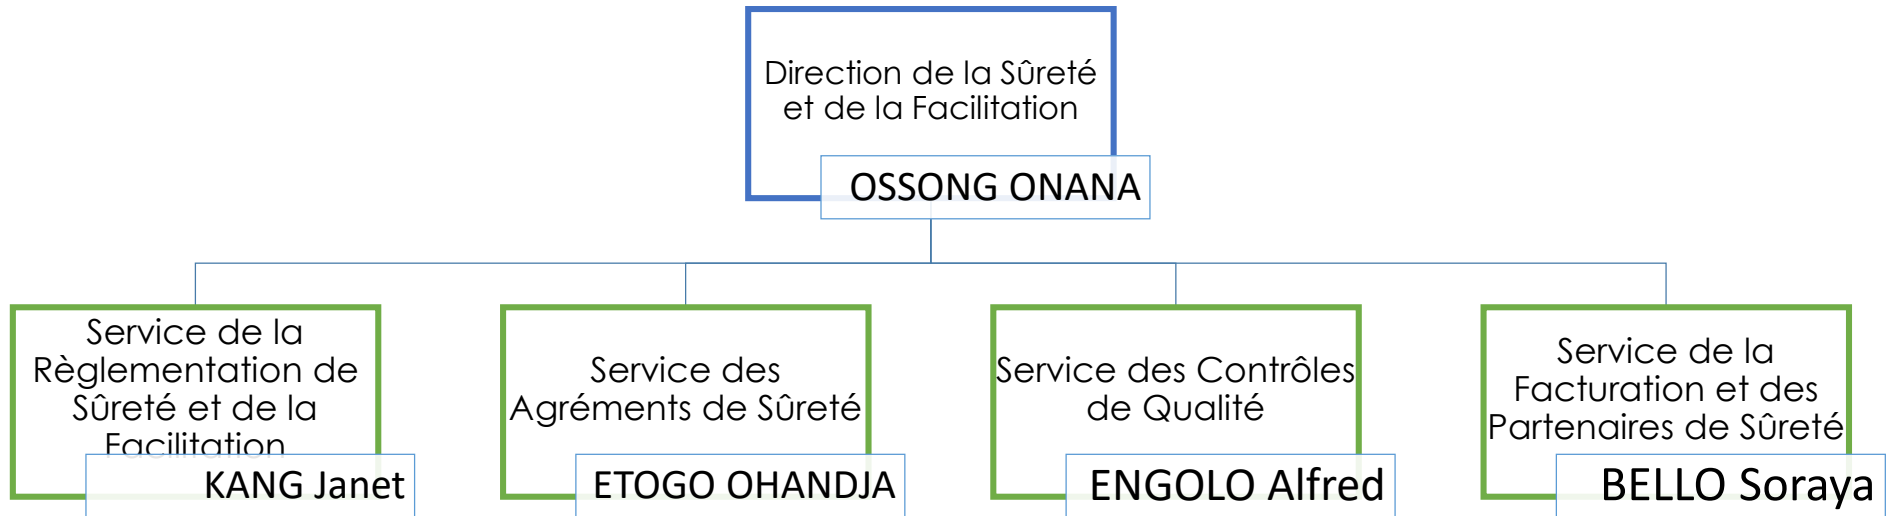 Direction de la Sûreté
et de la Facilitation
OSSONG ONANA
Service de la
Règlementation de
Sûreté et de la
Facilitation
KANG Janet
Service des
Agréments de Sûreté
ETOGO OHANDJA
Service des Contrôles
de Qualité
ENGOLO Alfred
Service de la
Facturation et des
Partenaires de Sûreté
BELLO Soraya